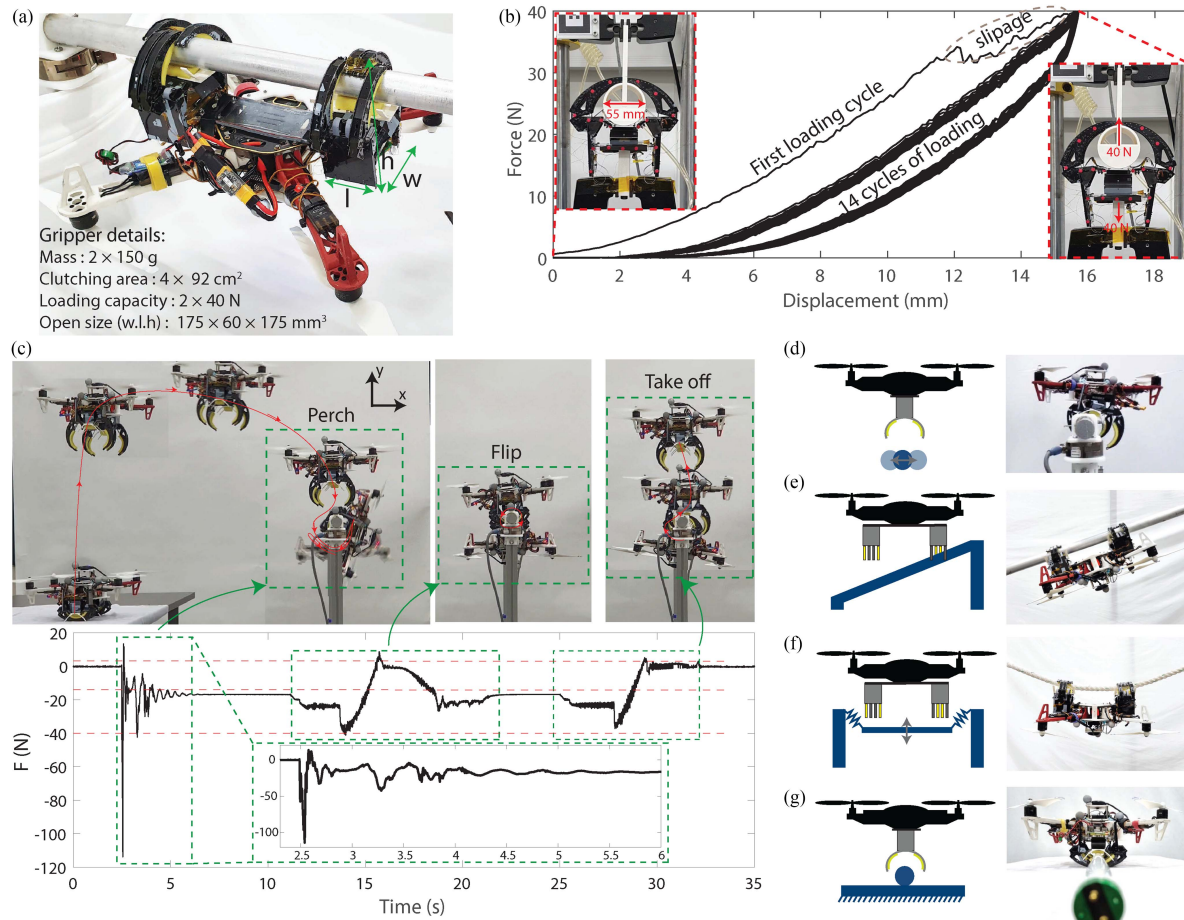 (a)
h
w
l
Gripper details:
Mass : 2 × 150 g
Clutching area : 4 × 92 cm²
Loading capacity : 2 × 40 N
Open size (w.l.h) : 175 × 60 × 175 mm³
(b)
40
30
20
10
0
Force (N)
55 mm
First loading cycle
slipage
14 cycles of loading
40 N
40 N
0 2 4 6 8 10 12 14 16 18
Displacement (mm)
(c)
Perch
y
x
Flip
Take off
20
0
-20
-40
-60
-80
-100
-120
F (N)
0
-50
-100
2.5 3 3.5 4 4.5 5 5.5 6
0 5 10 15 20 25 30 35
Time (s)
(d)
(e)
(f)
(g)